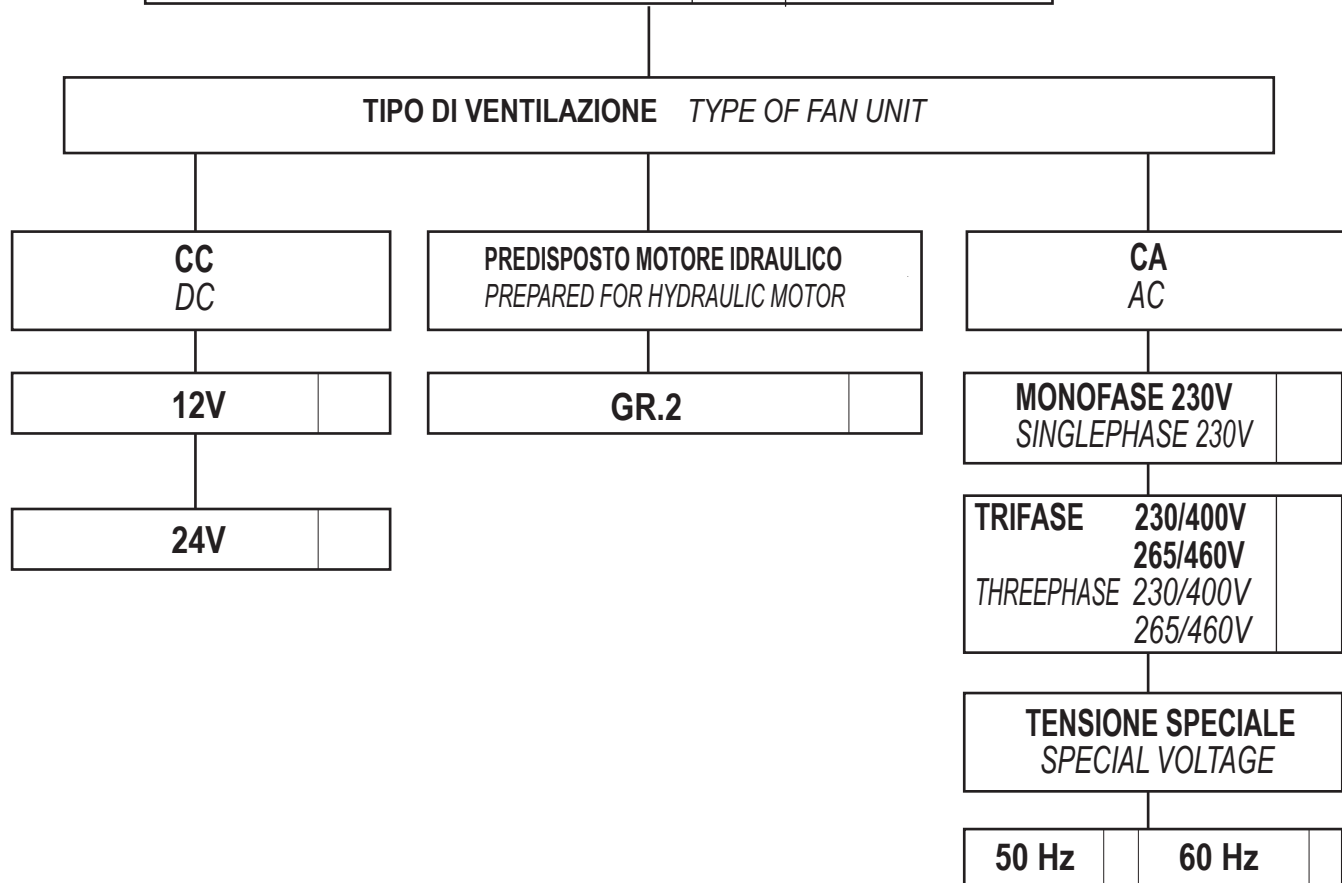 TIPO DI VENTILAZIONE TYPE OF FAN UNIT
CC
DC
12V
24V
PREDISPOSTO MOTORE IDRAULICO
PREPARED FOR HYDRAULIC MOTOR
GR.2
CA
AC
MONOFASE 230V
SINGLEPHASE 230V
TRIFASE 230/400V
265/460V
THREEPHASE 230/400V
265/460V
TENSIONE SPECIALE
SPECIAL VOLTAGE
50 Hz 60 Hz